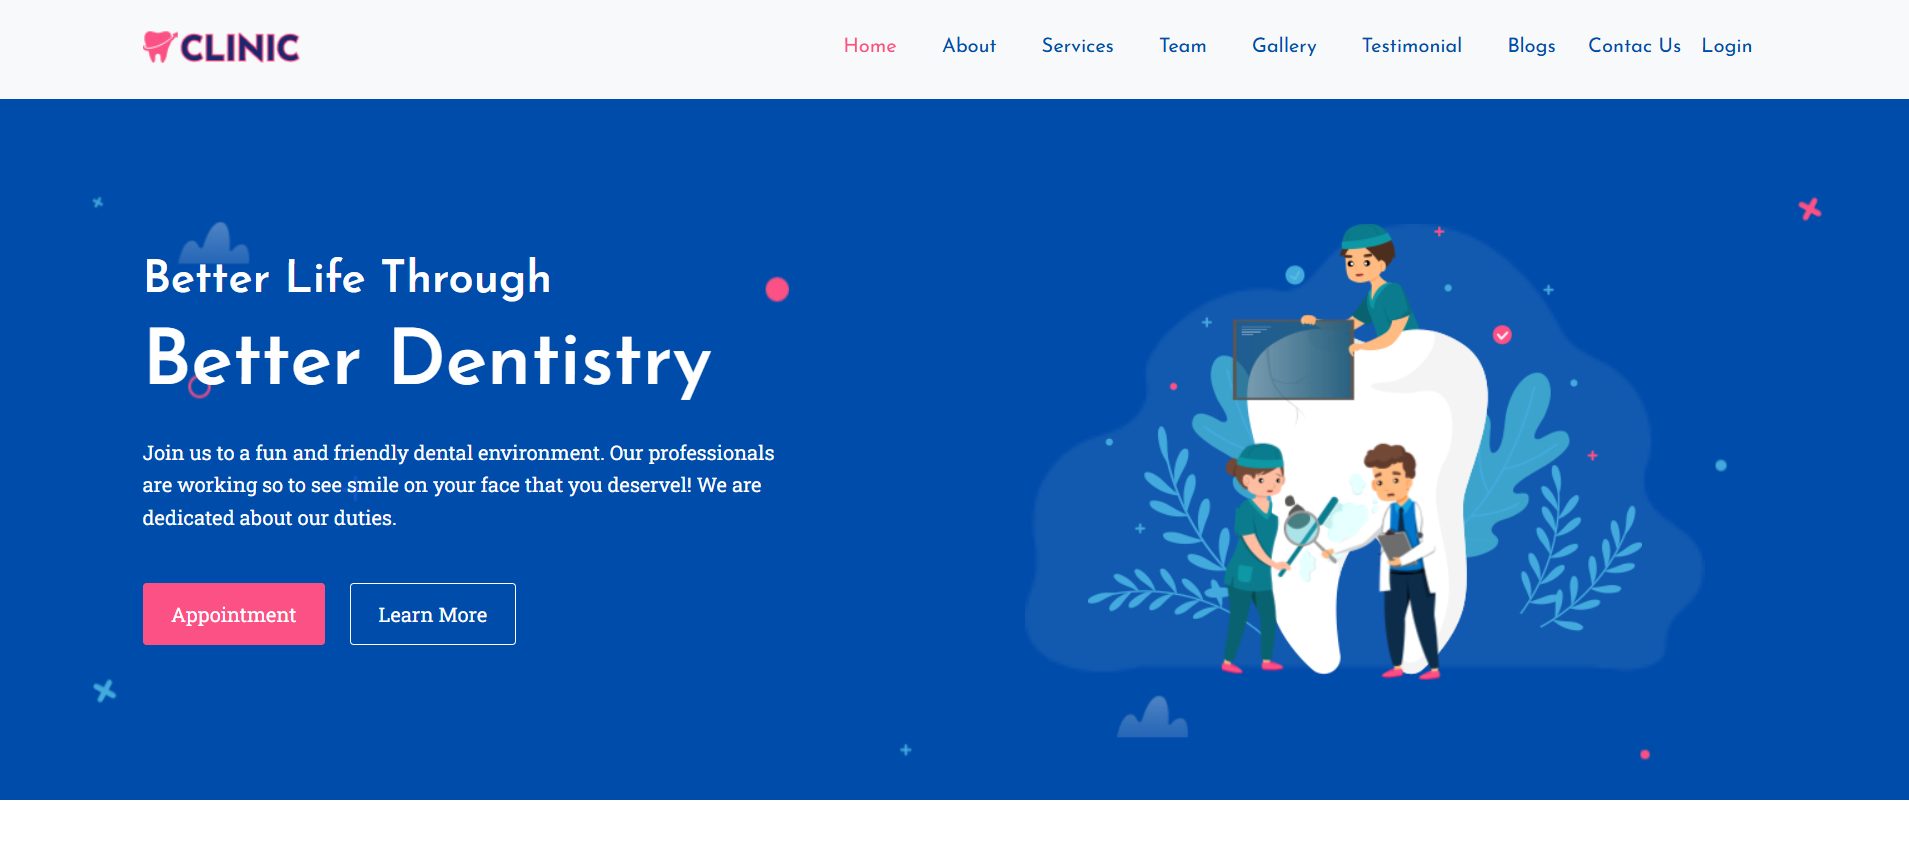 CLINIC
Home About Services Team Gallery Testimonial Blogs Contac Us Login
Better Life Through
Better Dentistry
Join us to a fun and friendly dental environment. Our professionals
are working so to see smile on your face that you deservel! We are
dedicated about our duties.
Appointment Learn More